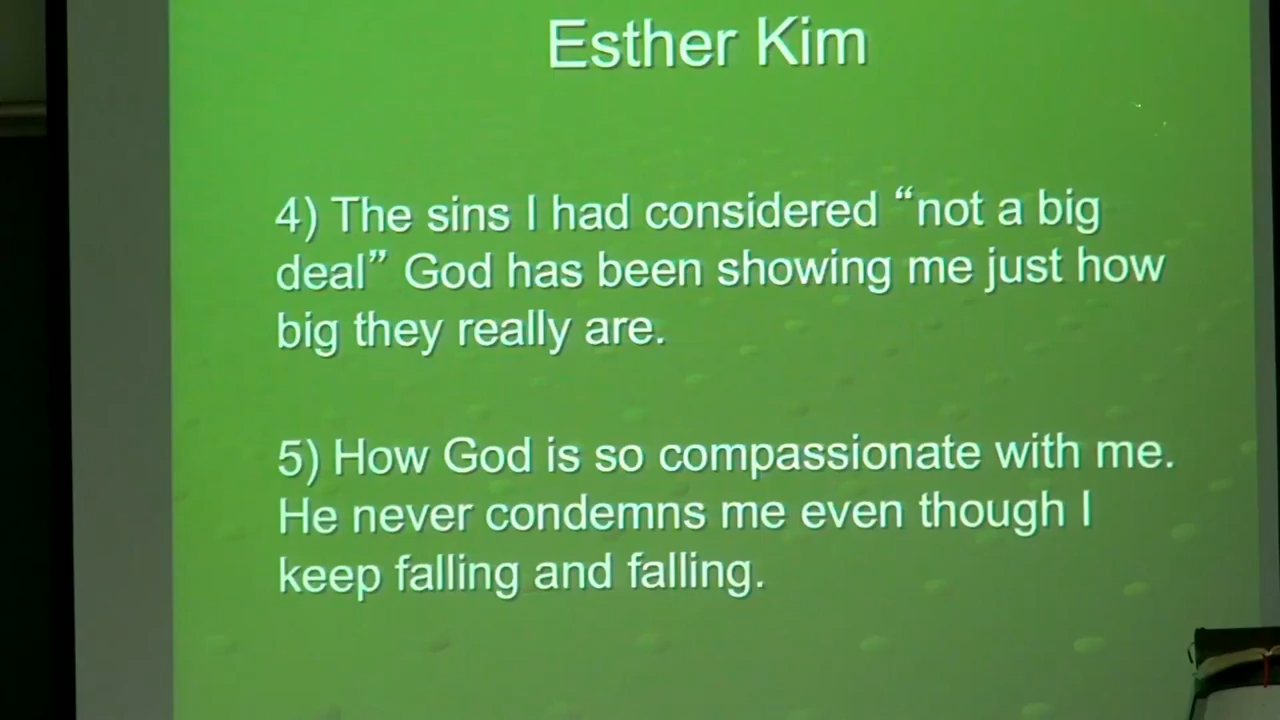 Esther Kim
4) The sins I had considered “not a big
deal” God has been showing me just how
big they really are.
5) How God is so compassionate with me.
He never condemns me even though I
keep falling and falling.